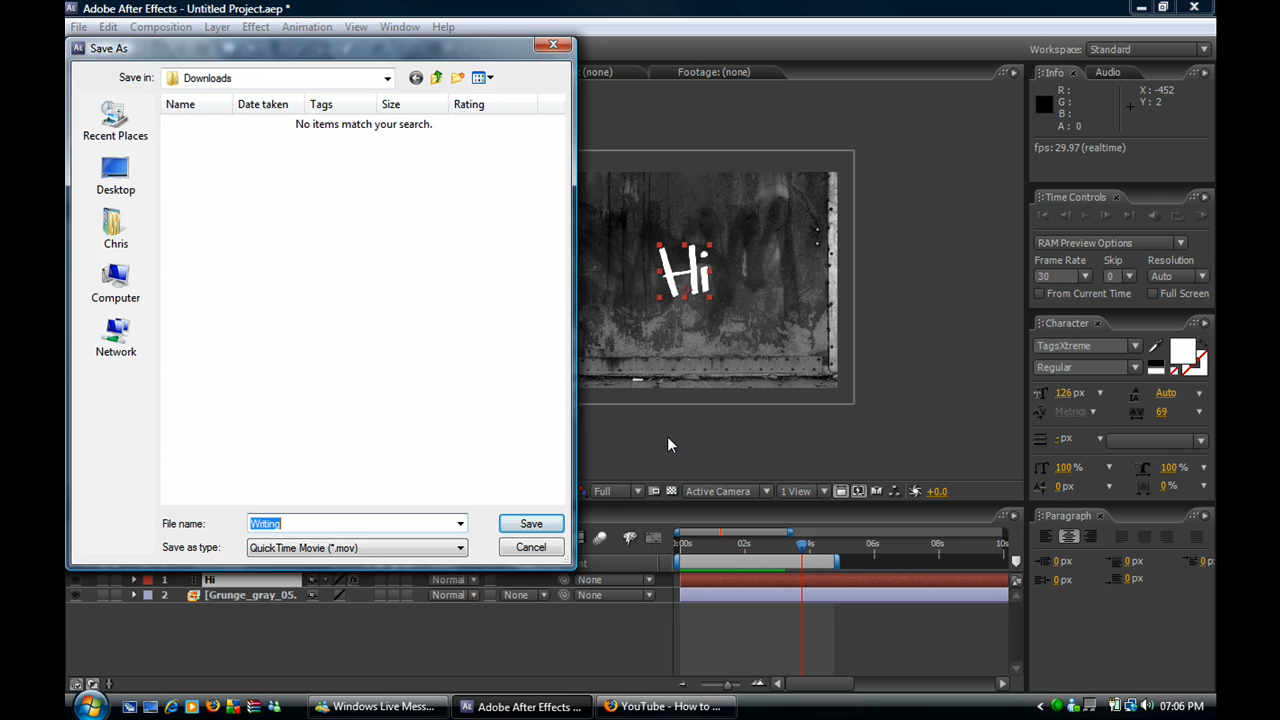 Adobe After Effects - Untitled Project.aep *
File Edit Composition Layer Effect Animation View Window Help
Save As
Workspace: Standard
(none) Footage: (none)
Save in: Downloads
Name Date taken Tags Size Rating
No items match your search.
Recent Places
Desktop
Chris
Computer
Network
File name: Writing
Save
Save as type: QuickTime Movie (*.mov)
Cancel
Hi
Info Audio
R: X: -452
G: Y: 2
B:
A: 0
fps: 29.97 (realtime)
Time Controls
RAM Preview Options
Frame Rate Skip Resolution
30 0 Auto
From Current Time Full Screen
Character
TagsXtreme
Regular
126 px Auto
Metrics 69
- px
100 % 100 %
0 px 0 %
Full Active Camera 1 View +0.0
Paragraph
0 px 0 px 0 p
0 px 0 px
0:00s 02s 04s 06s 08s 10s
1 Hi Normal None
2 [Grunge_gray_05. Normal None None
Windows Live Mess... Adobe After Effects ... YouTube - How to ... 07:06 PM